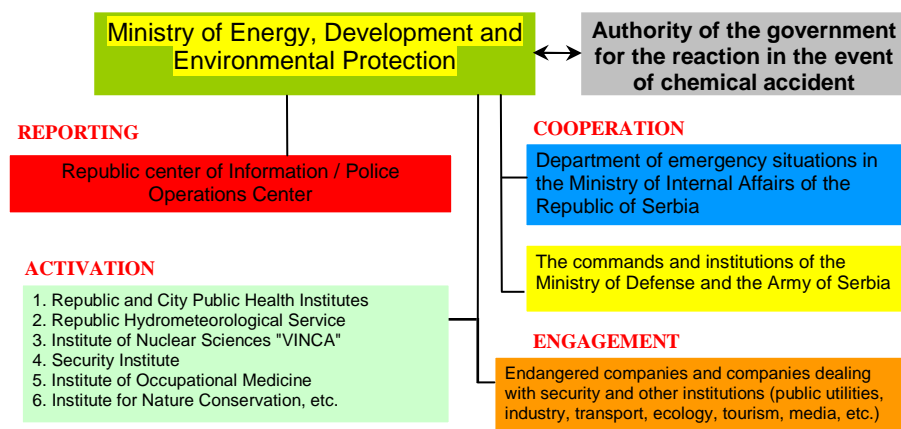 Ministry of Energy, Development and
Environmental Protection
Authority of the government
for the reaction in the event
of chemical accident
REPORTING
Republic center of Information / Police
Operations Center
COOPERATION
Department of emergency situations in
the Ministry of Internal Affairs of the
Republic of Serbia
The commands and institutions of the
Ministry of Defense and the Army of Serbia
ACTIVATION
1. Republic and City Public Health Institutes
2. Republic Hydrometeorological Service
3. Institute of Nuclear Sciences "VINCA"
4. Security Institute
5. Institute of Occupational Medicine
6. Institute for Nature Conservation, etc.
ENGAGEMENT
Endangered companies and companies dealing
with security and other institutions (public utilities,
industry, transport, ecology, tourism, media, etc.)